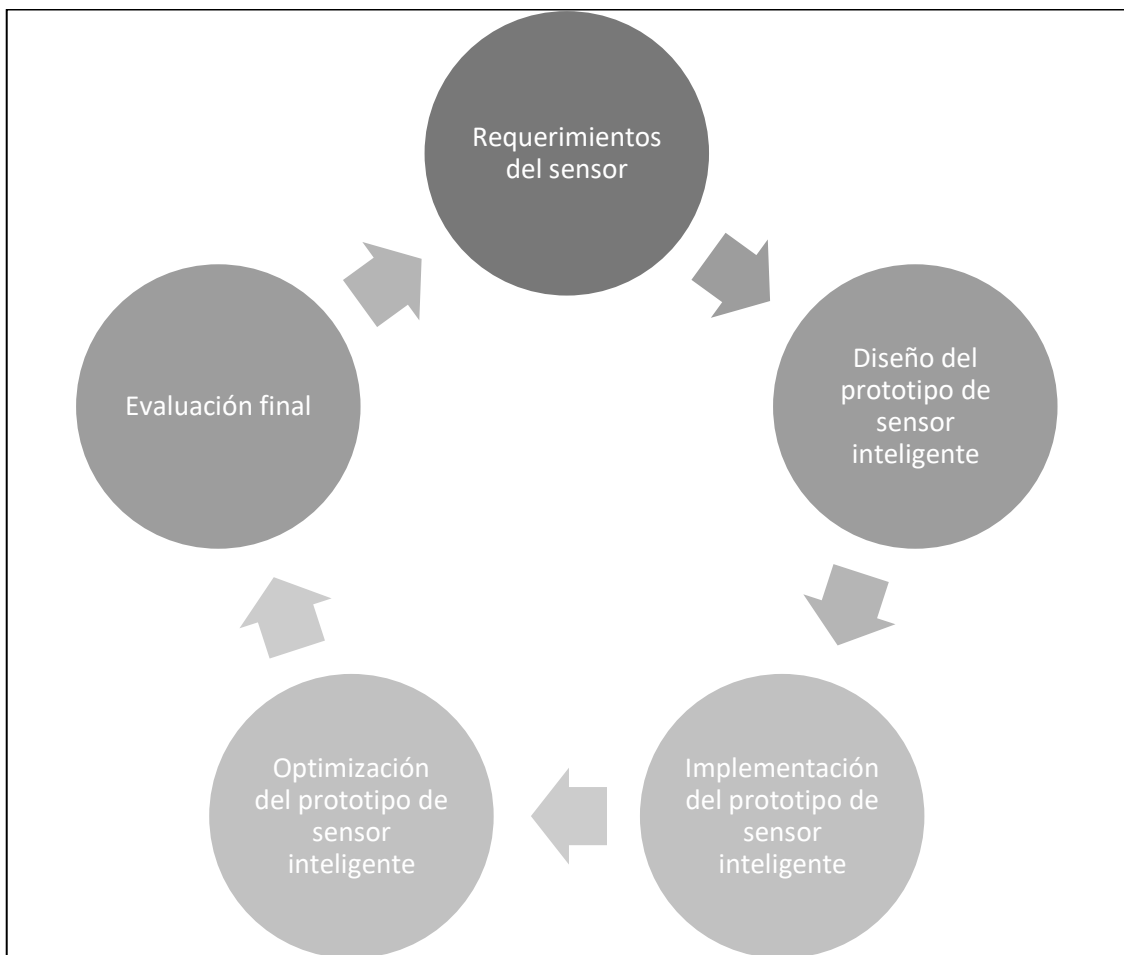 Requerimientos
del sensor
Diseño del
prototipo de
sensor
inteligente
Implementación
del prototipo de
sensor
inteligente
Optimización
del prototipo de
sensor
inteligente
Evaluación final